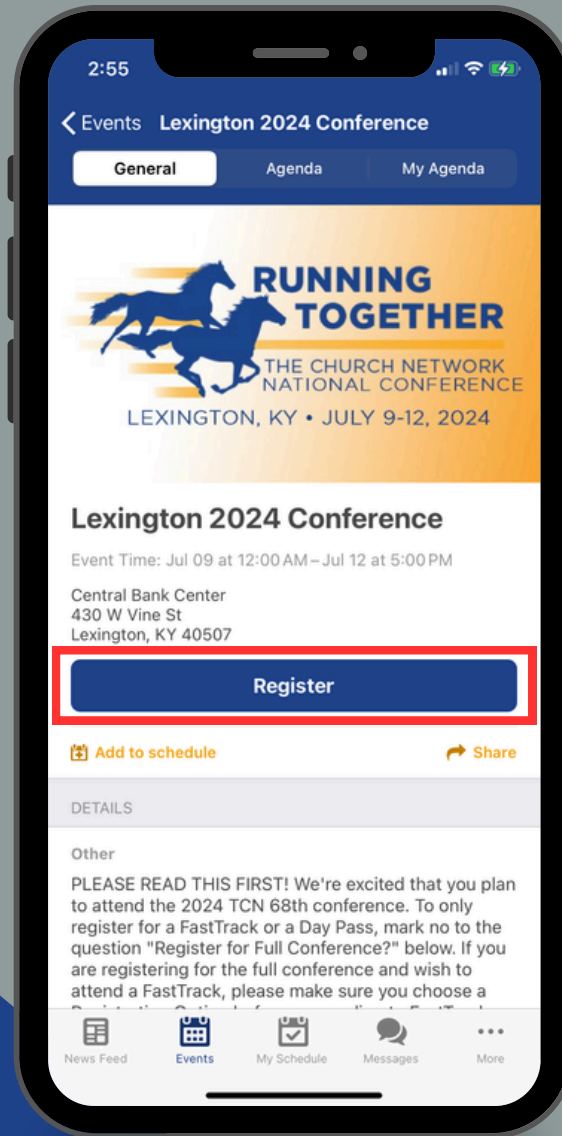 2:55
Events Lexington 2024 Conference
General Agenda My Agenda
RUNNING
TOGETHER
THE CHURCH NETWORK
NATIONAL CONFERENCE
LEXINGTON, KY • JULY 9-12, 2024
Lexington 2024 Conference
Event Time: Jul 09 at 12:00 AM – Jul 12 at 5:00 PM
Central Bank Center
430 W Vine St
Lexington, KY 40507
Register
Add to schedule Share
DETAILS
Other
PLEASE READ THIS FIRST! We're excited that you plan
to attend the 2024 TCN 68th conference. To only
register for a FastTrack or a Day Pass, mark no to the
question "Register for Full Conference?" below. If you
are registering for the full conference and wish to
attend a FastTrack, please make sure you choose a
News Feed Events My Schedule Messages More